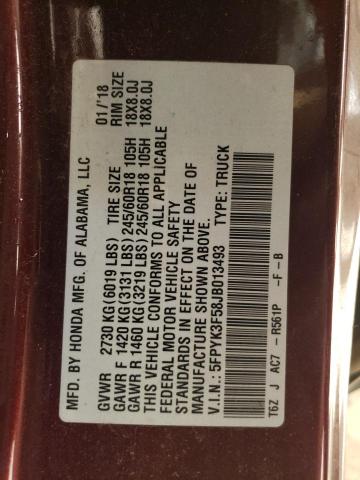 MFD. BY HONDA MFG. OF ALABAMA, LLC 01/'18
GVWR 2730 KG (6019 LBS) TIRE SIZE RIM SIZE
GAWR F 1420 KG (3131 LBS) 245/60R18 105H 18X8.0J
GAWR R 1460 KG (3219 LBS) 245/60R18 105H 18X8.0J
THIS VEHICLE CONFORMS TO ALL APPLICABLE
FEDERAL MOTOR VEHICLE SAFETY
STANDARDS IN EFFECT ON THE DATE OF
MANUFACTURE SHOWN ABOVE.
V.I.N.: 5FPYK3F58JB013493 TYPE: TRUCK
T6Z J AC7 - R561P -F -B